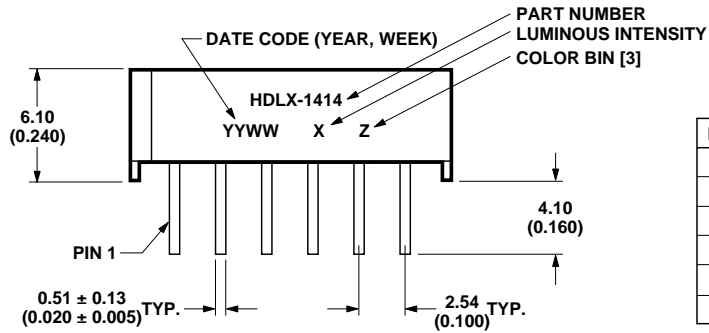 PART NUMBER
LUMINOUS INTENSITY
COLOR BIN [3]
DATE CODE (YEAR, WEEK)
HDLX-1414
YYWW X Z
6.10
(0.240)
4.10
(0.160)
PIN 1
0.51 ± 0.13
(0.020 ± 0.005) TYP.
2.54
(0.100) TYP.